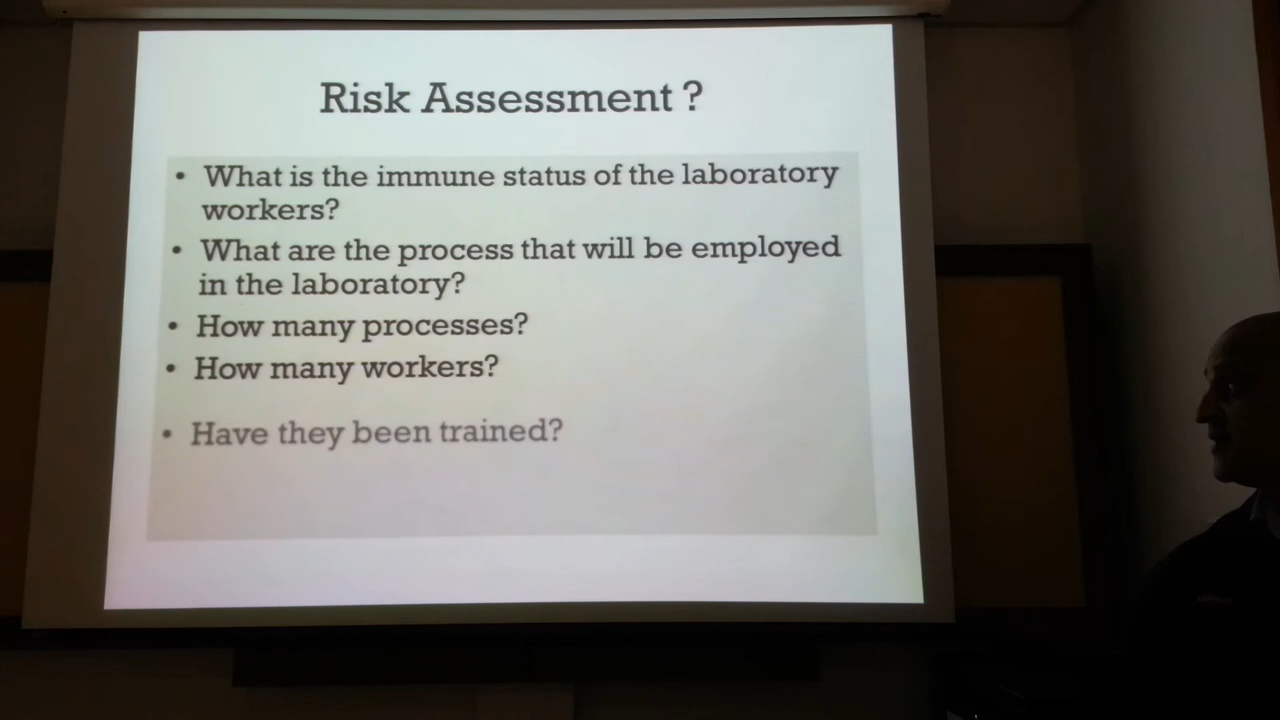 Risk Assessment ?
• What is the immune status of the laboratory
workers?
• What are the process that will be employed
in the laboratory?
• How many processes?
• How many workers?
• Have they been trained?